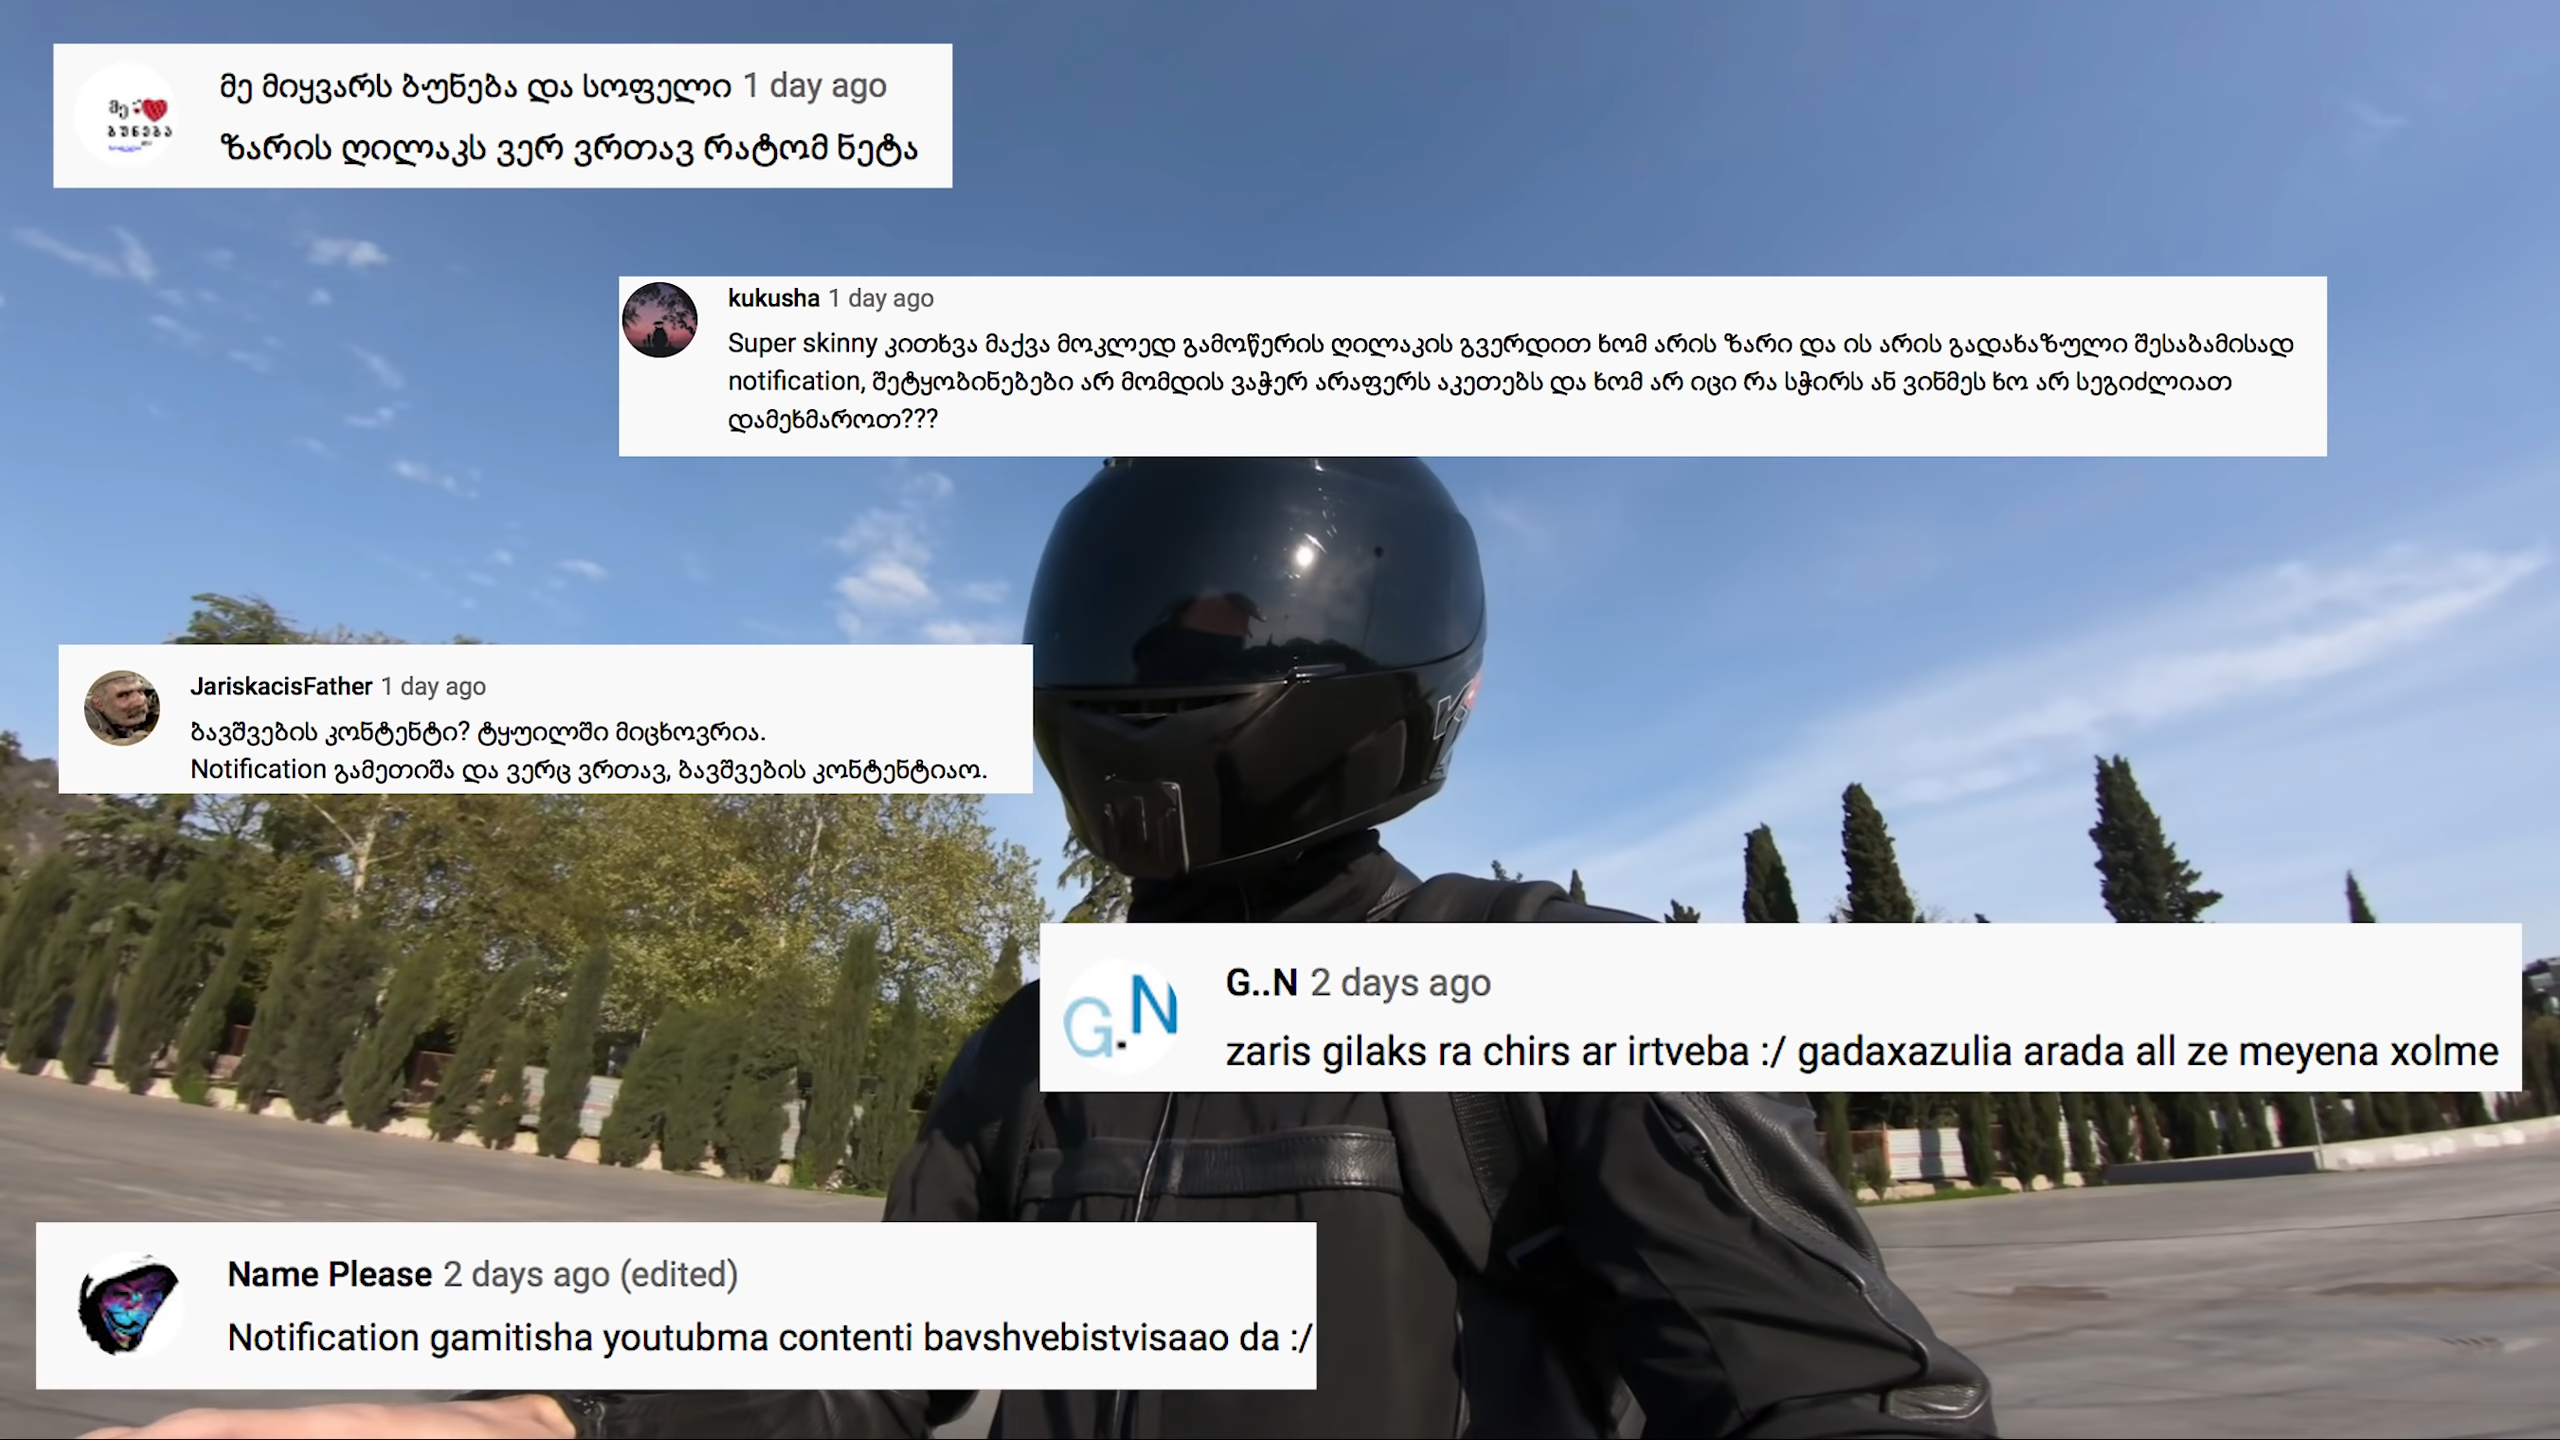 მე მიყვარს ბუნება და სოფელი 1 day ago
ზარის ღილაკს ვერ ვრთავ რატომ ნეტა
მე
ბუნება
kukusha 1 day ago
Super skinny კითხვა მაქვა მოკლედ გამოწერის ღილაკის გვერდით ხომ არის ზარი და ის არის გადახაზული შესაბამისად
notification, შეტყობინებები არ მომდის ვაჭერ არაფერს აკეთებს და ხომ არ იცი რა სჭირს ან ვინმეს ხო არ სეგიძლიათ
დამეხმაროთ???
JariskacisFather 1 day ago
ბავშვების კონტენტი? ტყუილში მიცხოვრია.
Notification გამეთიშა და ვერც ვრთავ, ბავშვების კონტენტიაო.
G..N 2 days ago
G.N
zaris gilaks ra chirs ar irtveba :/ gadaxazulia arada all ze meyena xolme
Name Please 2 days ago (edited)
Notification gamitisha youtubma contenti bavshvebistvisaao da :/